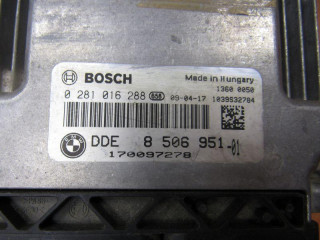 BOSCH Made in Hungary
1360 0050
0 281 016 288 656 09-04-17 1039S32784
DDE 8 506 951-01
170097278